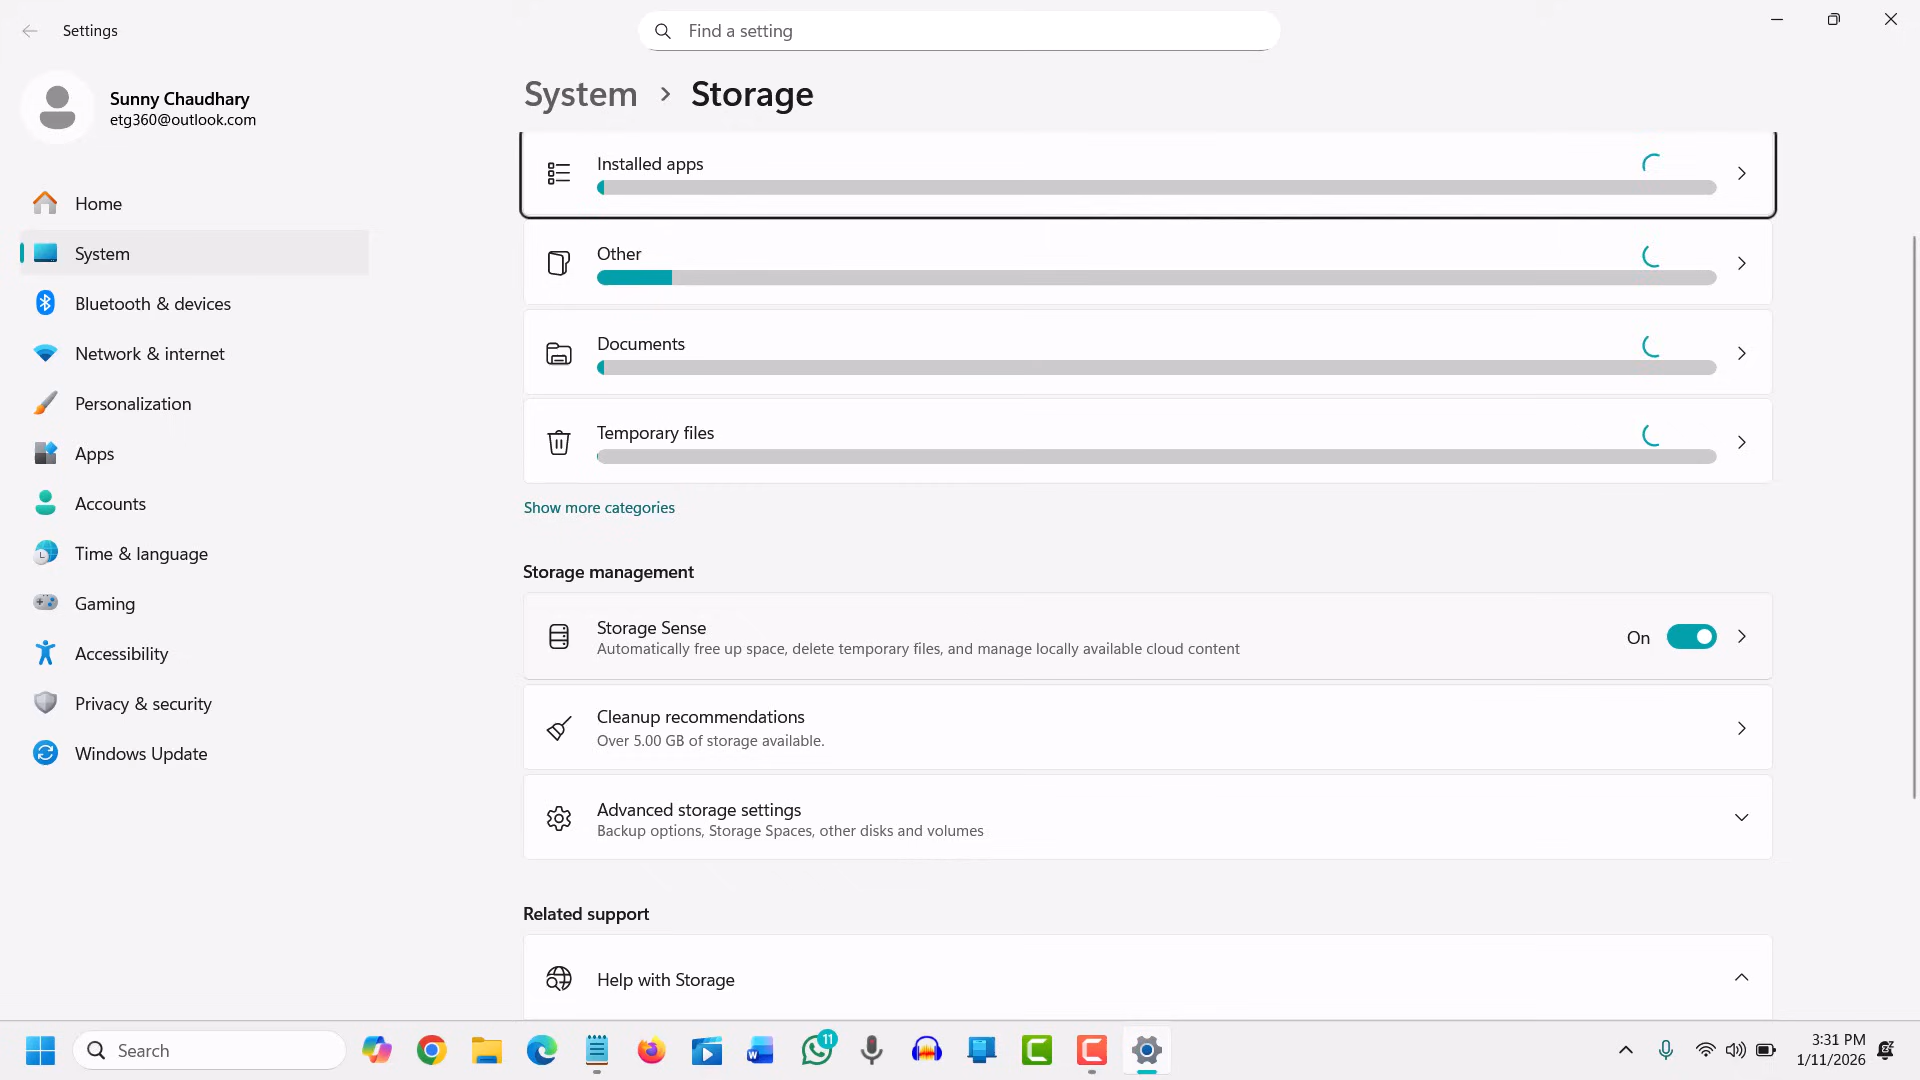 Settings
Find a setting
Sunny Chaudhary
etg360@outlook.com
Home
System
Bluetooth & devices
Network & internet
Personalization
Apps
Accounts
Time & language
Gaming
Accessibility
Privacy & security
Windows Update
System > Storage
Installed apps
Other
Documents
Temporary files
Show more categories
Storage management
Storage Sense
Automatically free up space, delete temporary files, and manage locally available cloud content
On
Cleanup recommendations
Over 5.00 GB of storage available.
Advanced storage settings
Backup options, Storage Spaces, other disks and volumes
Related support
Help with Storage
Search
11
3:31 PM
1/11/2026